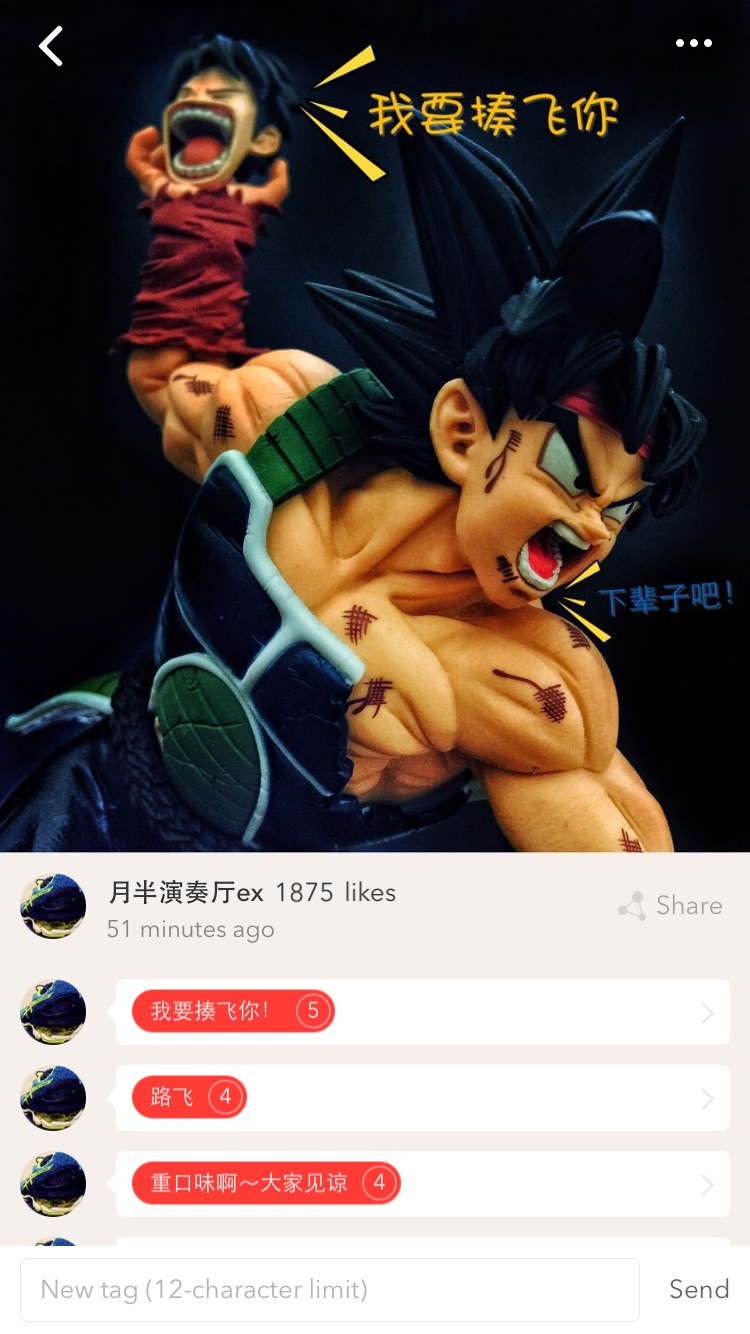 我要揍飞你
下辈子吧!
月半演奏厅ex 1875 likes
51 minutes ago
Share
我要揍飞你! 5
路飞 4
重口味啊～大家见谅 4
New tag (12-character limit)
Send